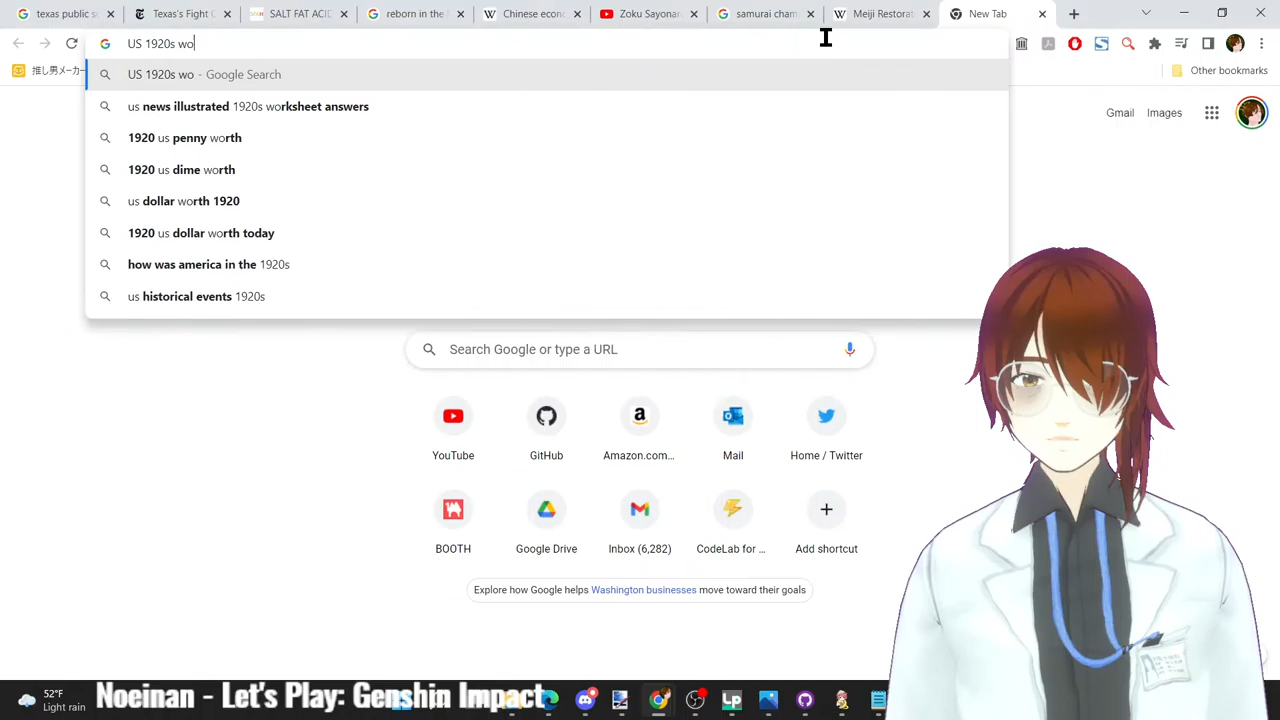 texas public s
Texas's Fight C
SALT FAT ACID
reborn in the
Chinese econ
Zoku Sayonar
samurai cham
Meiji Restorat
New Tab
US 1920s wo
推し男メーカー
Other bookmarks
US 1920s wo - Google Search
us news illustrated 1920s worksheet answers
1920 us penny worth
1920 us dime worth
us dollar worth 1920
1920 us dollar worth today
how was america in the 1920s
us historical events 1920s
Gmail Images
Search Google or type a URL
YouTube GitHub Amazon.com... Mail Home / Twitter
BOOTH Google Drive Inbox (6,282) CodeLab for ... Add shortcut
Explore how Google helps Washington businesses move toward their goals
52°F
Light rain
Noeinan - Let's Play: Genshin Impact